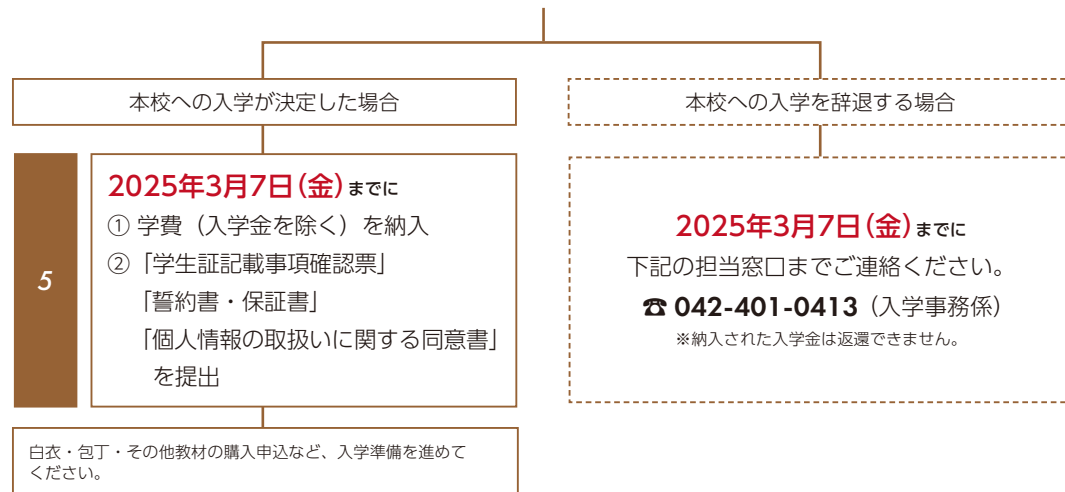 本校への入学が決定した場合
5
2025年3月7日(金)までに
① 学費（入学金を除く）を納入
②「学生証記載事項確認票」
「誓約書・保証書」
「個人情報の取扱いに関する同意書」
を提出
白衣・包丁・その他教材の購入申込など、入学準備を進めて
ください。
本校への入学を辞退する場合
2025年3月7日(金)までに
下記の担当窓口までご連絡ください。
☎ 042-401-0413（入学事務係）
※納入された入学金は返還できません。